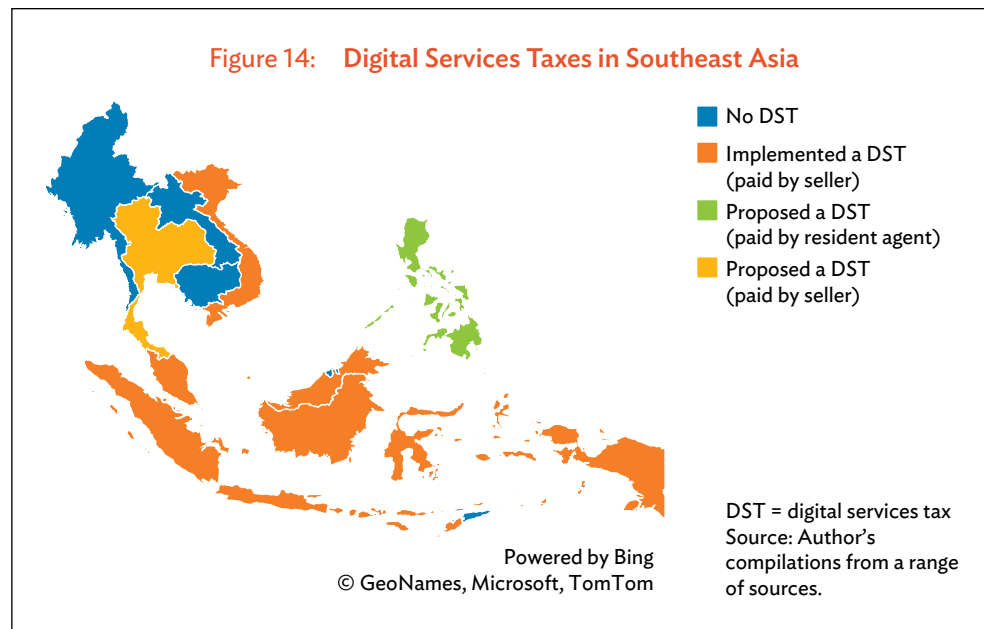 Figure 14: Digital Services Taxes in Southeast Asia
No DST
Implemented a DST
(paid by seller)
Proposed a DST
(paid by resident agent)
Proposed a DST
(paid by seller)
DST = digital services tax
Source: Author's
compilations from a range
of sources.
Powered by Bing
© GeoNames, Microsoft, TomTom